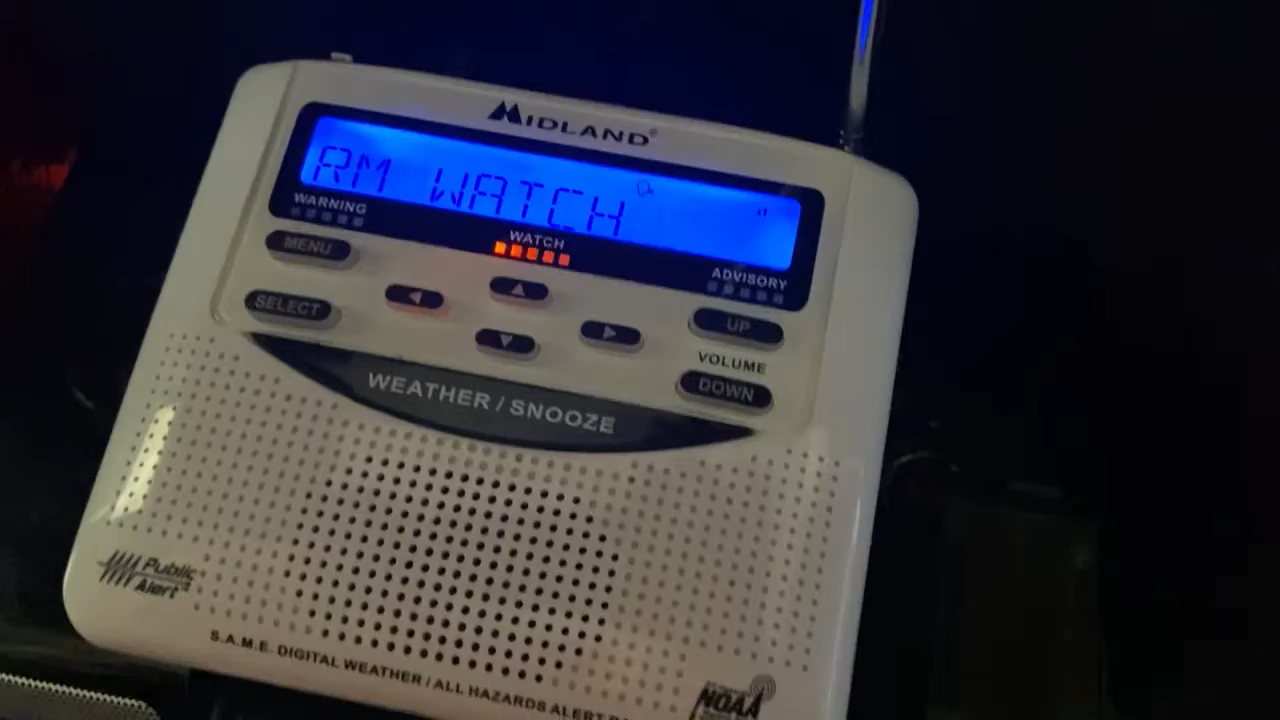 MIDLAND®
RM WATCH
WARNING
WATCH
ADVISORY
MENU
SELECT
UP
VOLUME
DOWN
WEATHER / SNOOZE
Public
Alert
S.A.M.E. DIGITAL WEATHER / ALL HAZARDS ALERT
NOAA